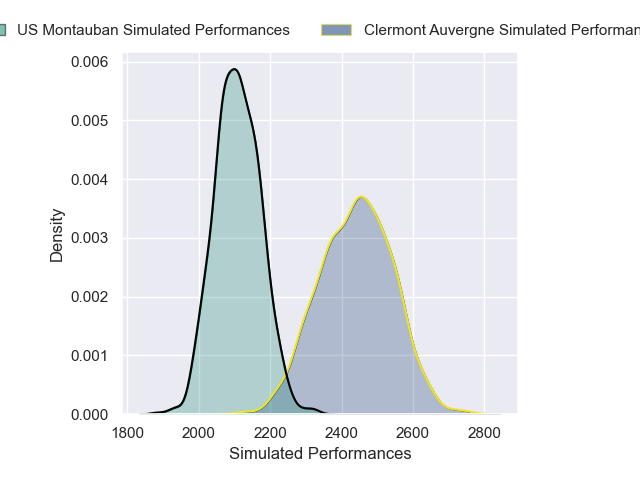 US Montauban Simulated Performances
Clermont Auvergne Simulated Performan
0.006
0.005
0.004
0.003
0.002
0.001
0.000
Density
1800 2000 2200 2400 2600 2800
Simulated Performances